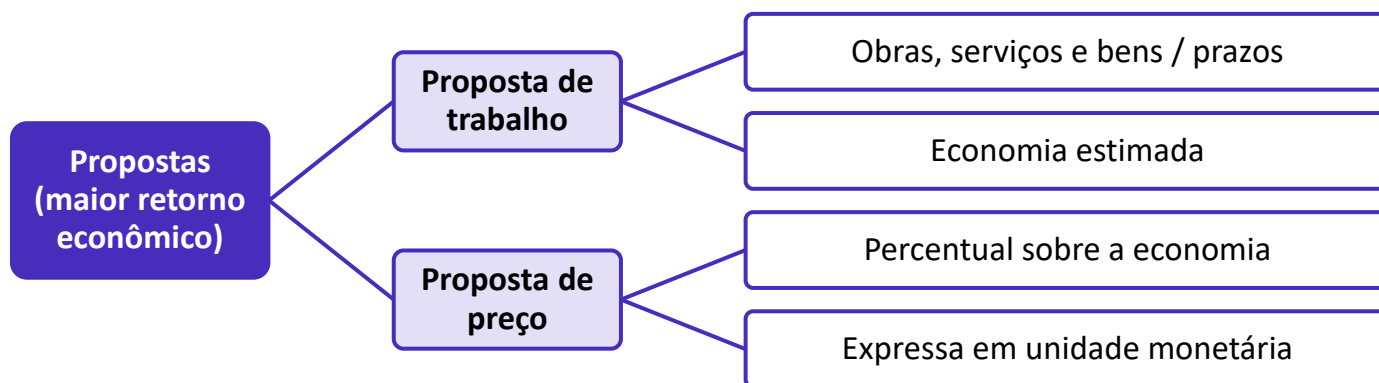 Propostas
(maior retorno
econômico)
Proposta de
trabalho
Obras, serviços e bens / prazos
Economia estimada
Proposta de
preço
Percentual sobre a economia
Expressa em unidade monetária